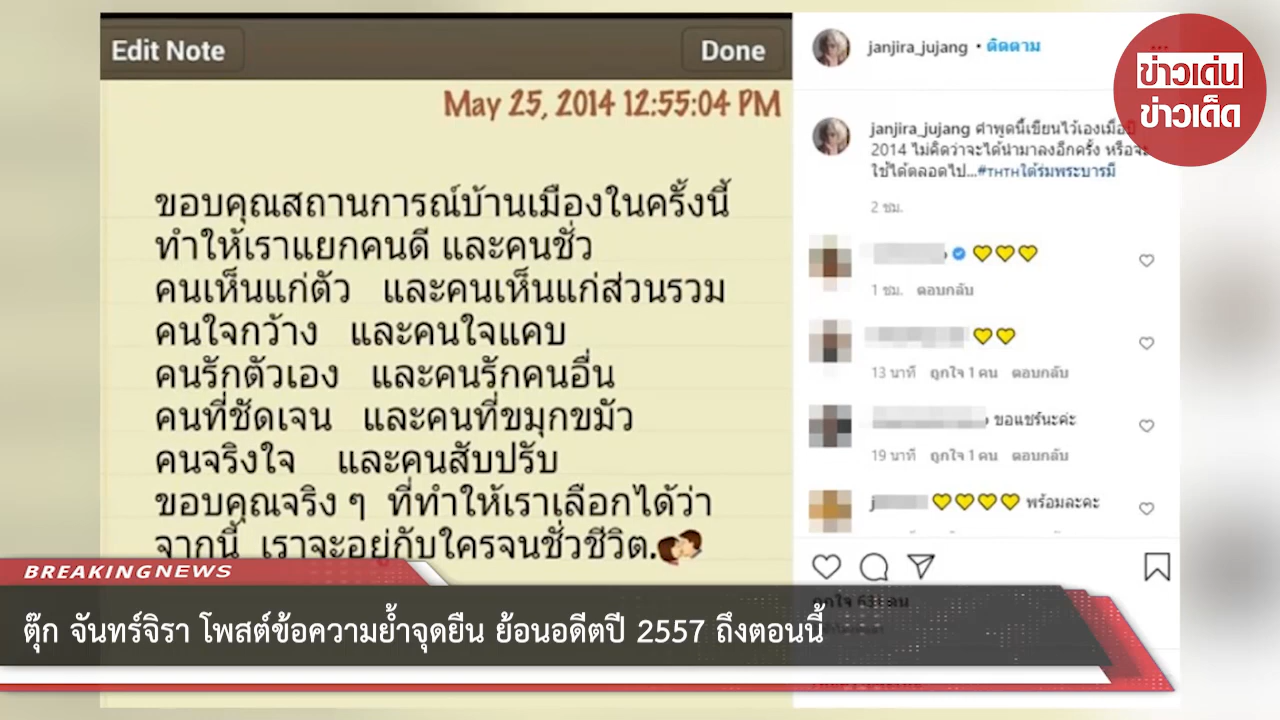 Edit Note
Done
May 25, 2014 12:55:04 PM
ขอบคุณสถานการณ์บ้านเมืองในครั้งนี้
ทำให้เราแยกคนดี และคนชั่ว
คนเห็นแก่ตัว และคนเห็นแก่ส่วนรวม
คนใจกว้าง และคนใจแคบ
คนรักตัวเอง และคนรักคนอื่น
คนที่ชัดเจน และคนที่ขมุกขมัว
คนจริงใจ และคนสับปรับ
ขอบคุณจริง ๆ ที่ทำให้เราเลือกได้ว่า
จากนี้ เราจะอยู่กับใครจนชั่วชีวิต.
janjira_jujang • ติดตาม
ข่าวเด่น
ข่าวเด็ด
janjira_jujang คำพูดนี้เขียนไว้เองเมื่อปี
2014 ไม่คิดว่าจะได้นำมาลงอีกครั้ง หรือจะ
ใช้ได้ตลอดไป...#THTHใต้ร่มพระบารมี
2 ชม.
1 ชม. ตอบกลับ
13 นาที ถูกใจ 1 คน ตอบกลับ
ขอแชร์นะค่ะ
19 นาที ถูกใจ 1 คน ตอบกลับ
พร้อมละคะ
BREAKINGNEWS
ตุ๊ก จันทร์จิรา โพสต์ข้อความย้ำจุดยืน ย้อนอดีตปี 2557 ถึงตอนนี้